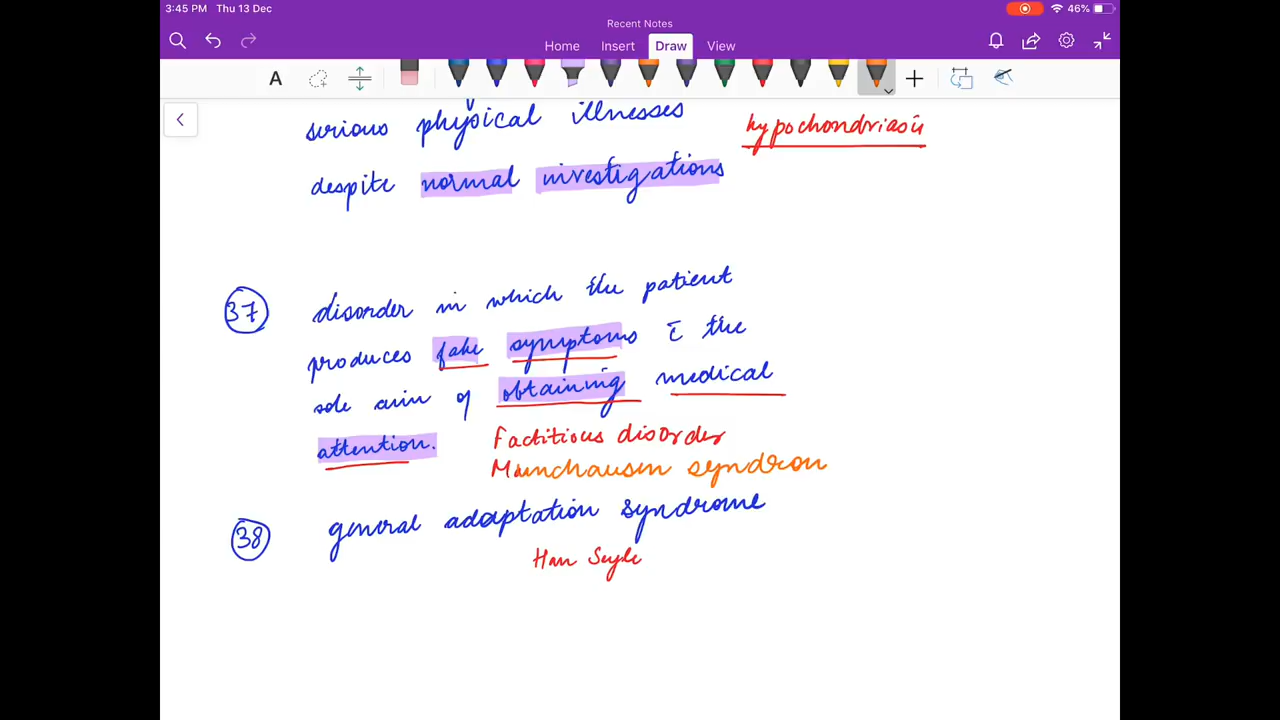 3:45 PM Thu 13 Dec
46%
Recent Notes
Home Insert Draw View
A
serious physical illnesses
hypochondriasis
despite normal investigations
37 disorder in which the patient
produces fake symptoms c̄ the
sole aim of obtaining medical
attention.
Factitious disorder
Munchausen syndrom
38 general adaptation syndrome
Han Seyle